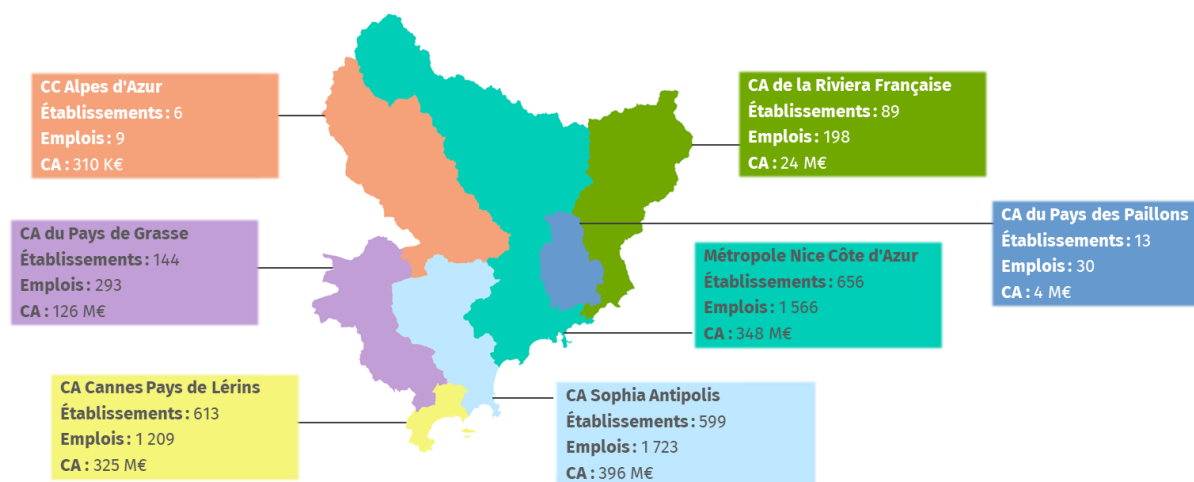 CC Alpes d'Azur
Établissements : 6
Emplois : 9
CA : 310 K€
CA de la Riviera Française
Établissements : 89
Emplois : 198
CA : 24 M€
CA du Pays de Grasse
Établissements : 144
Emplois : 293
CA : 126 M€
CA du Pays des Paillons
Établissements : 13
Emplois : 30
CA : 4 M€
Métropole Nice Côte d'Azur
Établissements : 656
Emplois : 1 566
CA : 348 M€
CA Cannes Pays de Lérins
Établissements : 613
Emplois : 1 209
CA : 325 M€
CA Sophia Antipolis
Établissements : 599
Emplois : 1 723
CA : 396 M€